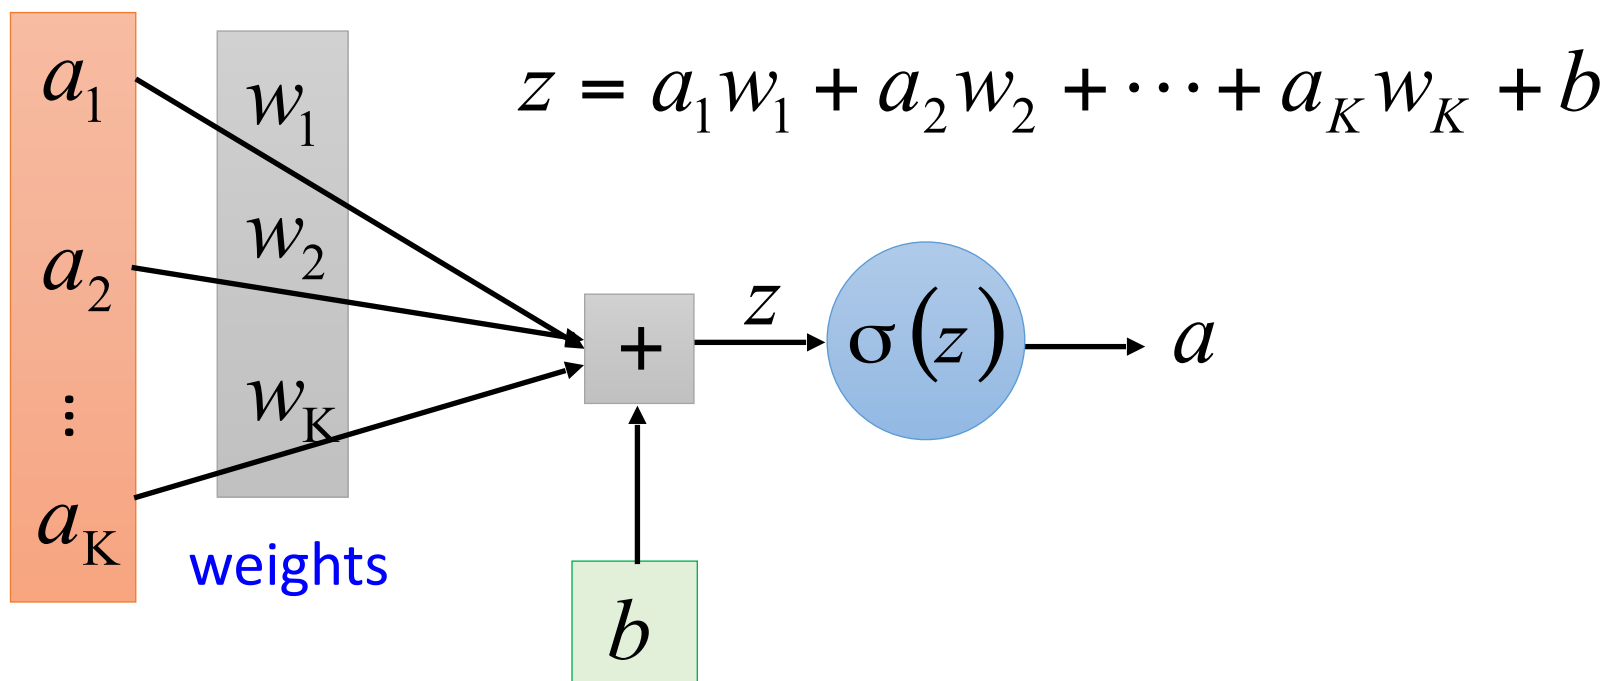 a₁
w₁
z = a₁w₁ + a₂w₂ + ⋯ + a_K w_K + b
a₂
w₂
+
z
σ(z)
a
⋮
w_K
a_K
weights
b